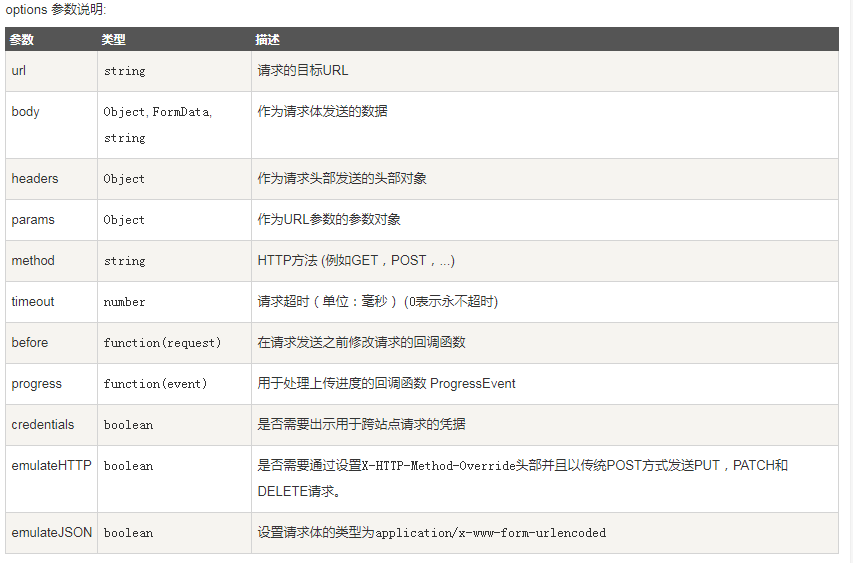 options 参数说明:
参数 类型 描述
url string 请求的目标URL
body Object, FormData, 作为请求体发送的数据
string
headers Object 作为请求头部发送的头部对象
params Object 作为URL参数的参数对象
method string HTTP方法 (例如GET，POST，...)
timeout number 请求超时（单位：毫秒） (0表示永不超时)
before function(request) 在请求发送之前修改请求的回调函数
progress function(event) 用于处理上传进度的回调函数 ProgressEvent
credentials boolean 是否需要出示用于跨站点请求的凭据
emulateHTTP boolean 是否需要通过设置X-HTTP-Method-Override头部并且以传统POST方式发送PUT，PATCH和
DELETE请求。
emulateJSON boolean 设置请求体的类型为application/x-www-form-urlencoded